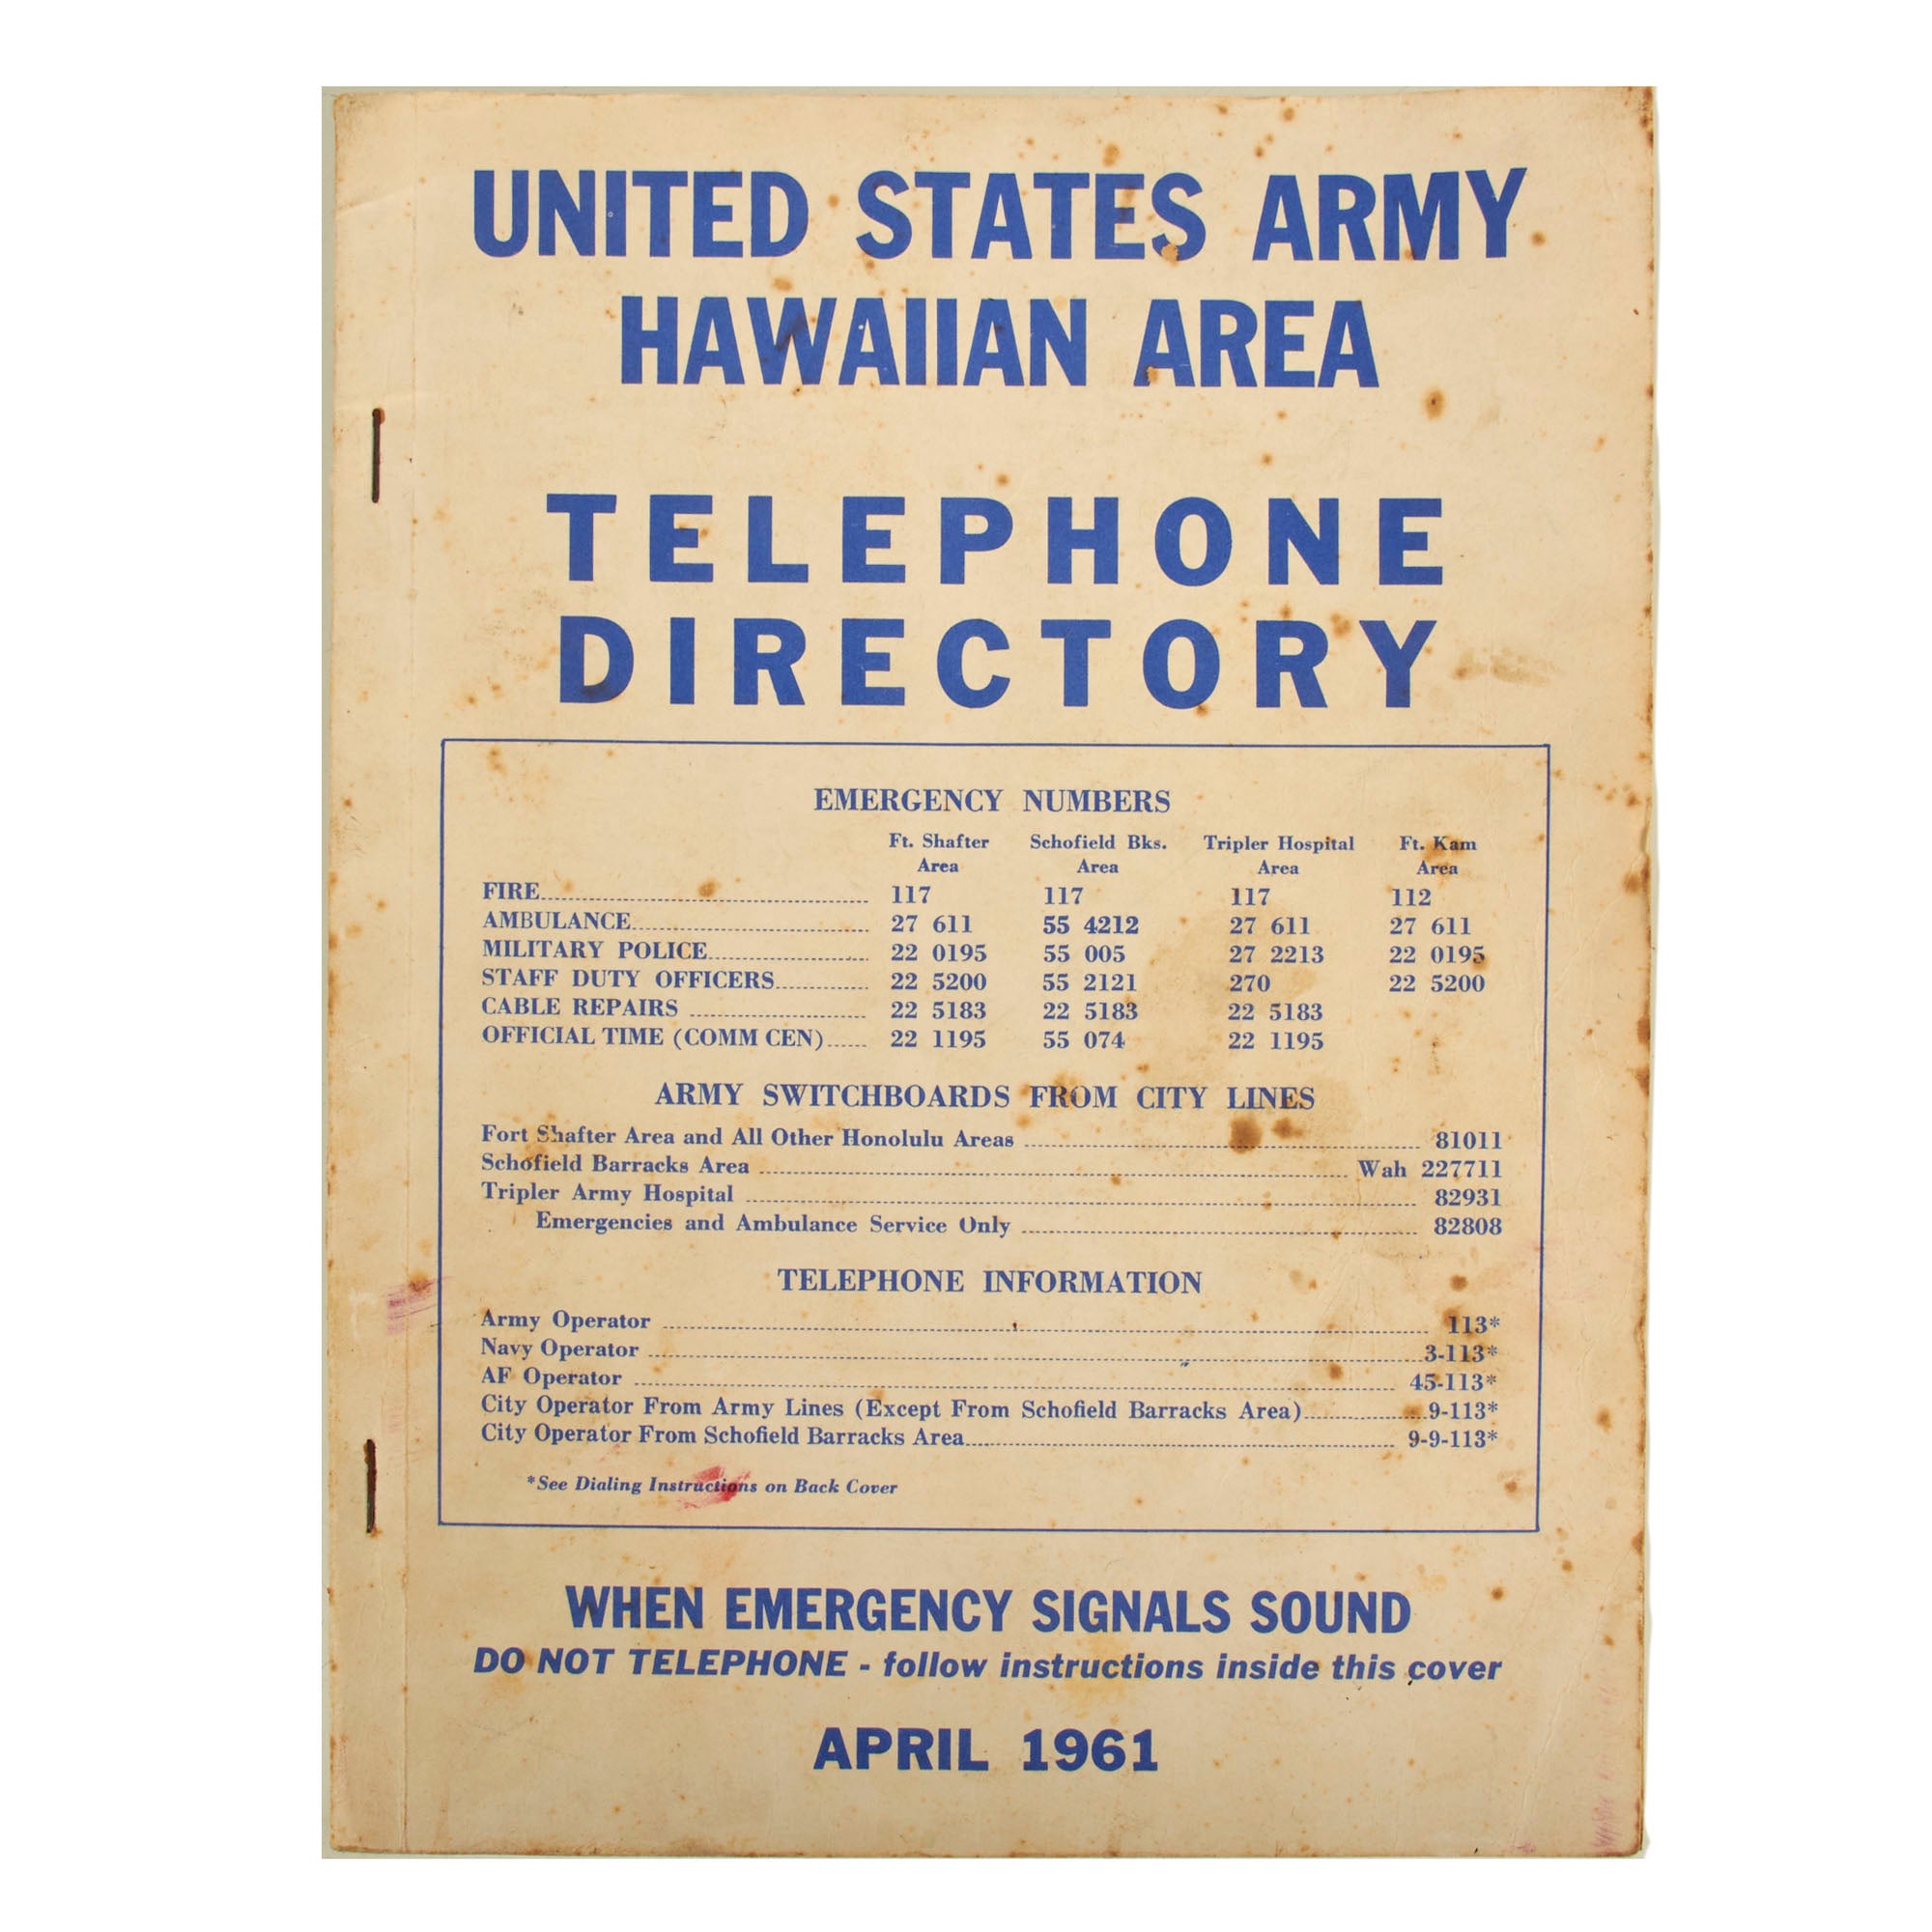 UNITED STATES ARMY
HAWAIIAN AREA
TELEPHONE
DIRECTORY
EMERGENCY NUMBERS
Ft. Shafter Schofield Bks. Tripler Hospital Ft. Kam
Area Area Area Area
FIRE 117 117 117 112
AMBULANCE 27 611 55 4212 27 611 27 611
MILITARY POLICE 22 0195 55 005 27 2213 22 0195
STAFF DUTY OFFICERS 22 5200 55 2121 270 22 5200
CABLE REPAIRS 22 5183 22 5183 22 5183
OFFICIAL TIME (COMM CEN) 22 1195 55 074 22 1195
ARMY SWITCHBOARDS FROM CITY LINES
Fort Shafter Area and All Other Honolulu Areas 81011
Schofield Barracks Area Wah 227711
Tripler Army Hospital 82931
Emergencies and Ambulance Service Only 82808
TELEPHONE INFORMATION
Army Operator 113*
Navy Operator 3-113*
AF Operator 45-113*
City Operator From Army Lines (Except From Schofield Barracks Area) 9-113*
City Operator From Schofield Barracks Area 9-9-113*
*See Dialing Instructions on Back Cover
WHEN EMERGENCY SIGNALS SOUND
DO NOT TELEPHONE - follow instructions inside this cover
APRIL 1961